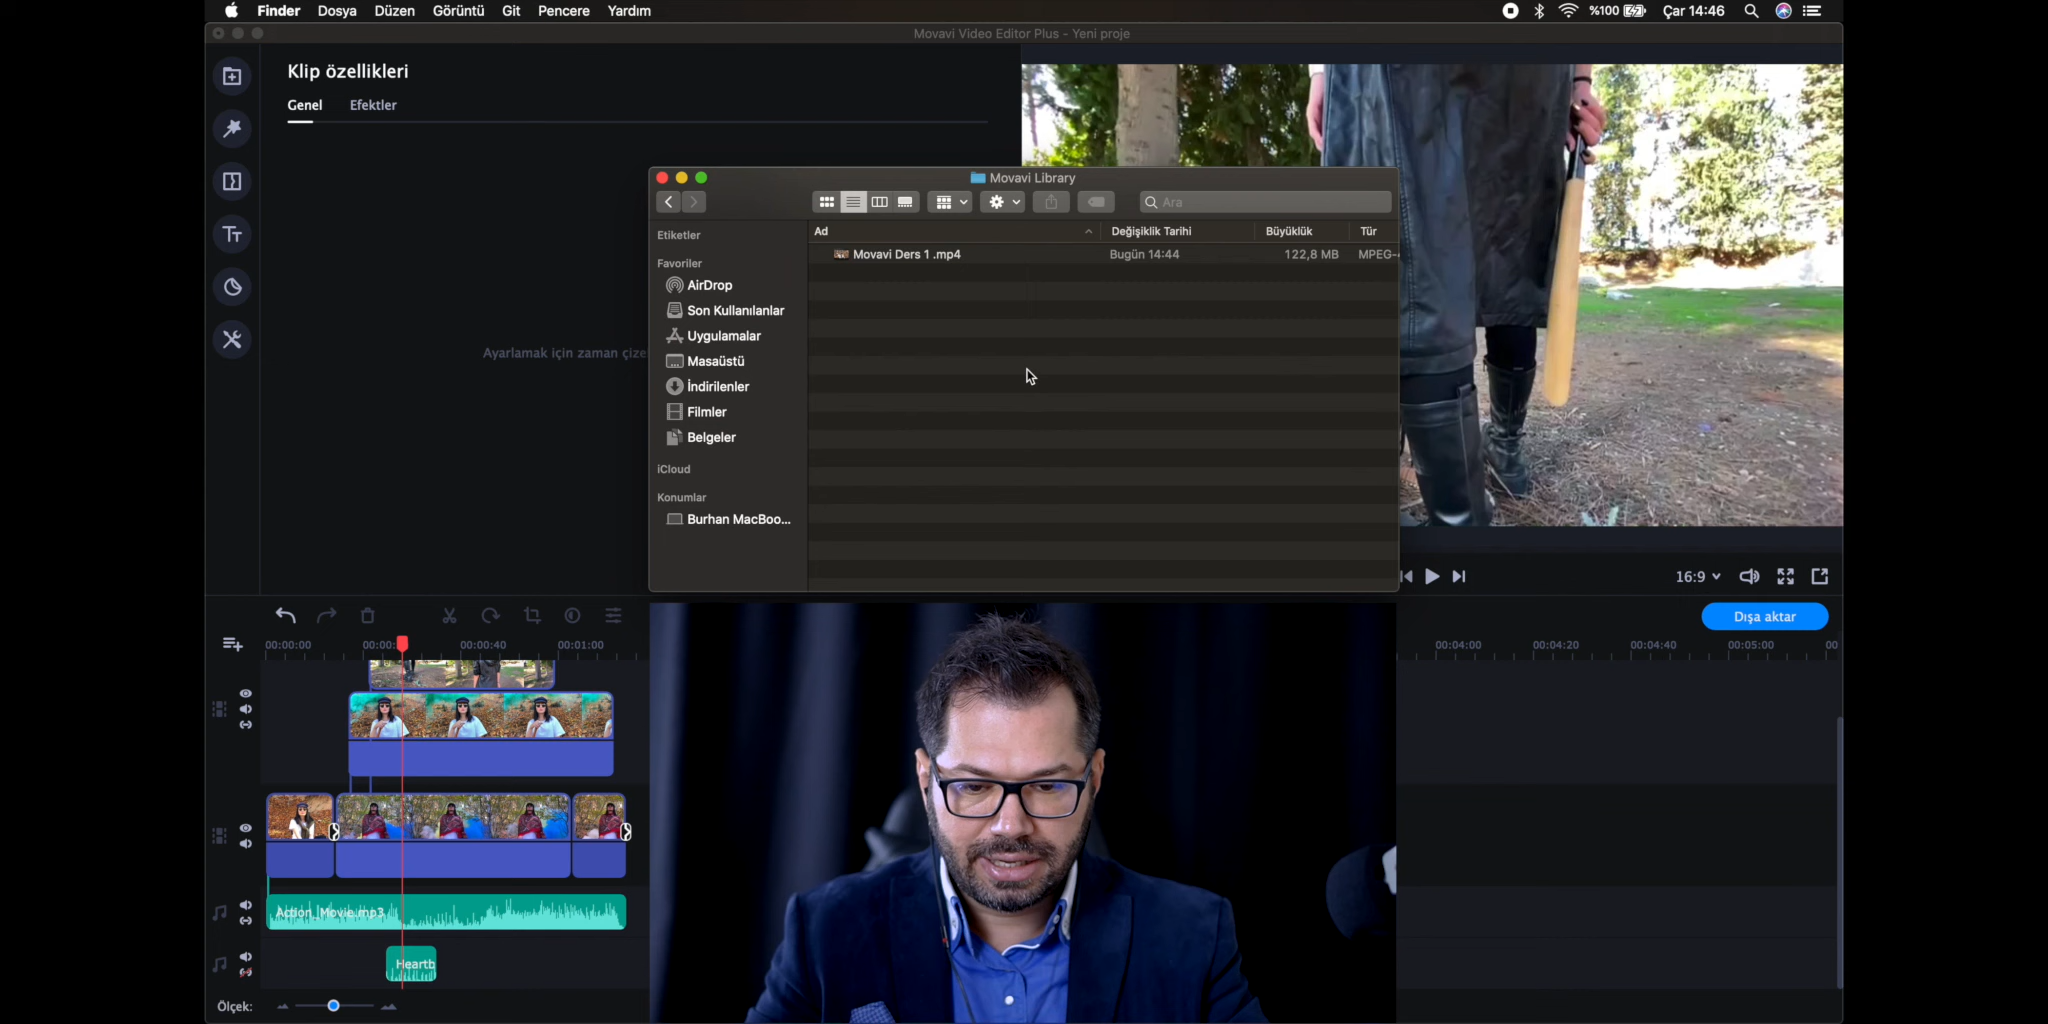 Finder Dosya Düzen Görüntü Git Pencere Yardım %100 Çar 14:46
Movavi Video Editor Plus - Yeni proje
Klip özellikleri
Genel Efektler
Ayarlamak için zaman
Movavi Library
Ara
Etiketler
Favoriler
AirDrop
Son Kullanılanlar
Uygulamalar
Masaüstü
İndirilenler
Filmler
Belgeler
iCloud
Konumlar
Burhan MacBoo...
Ad Değişiklik Tarihi Büyüklük Tür
Movavi Ders 1 .mp4 Bugün 14:44 122,8 MB MPEG-
16:9
Dışa aktar
00:00:00 00:00:40 00:01:00 00:04:00 00:04:20 00:04:40 00:05:00 00
Action_Movie.mp3
Heartb
Ölçek: